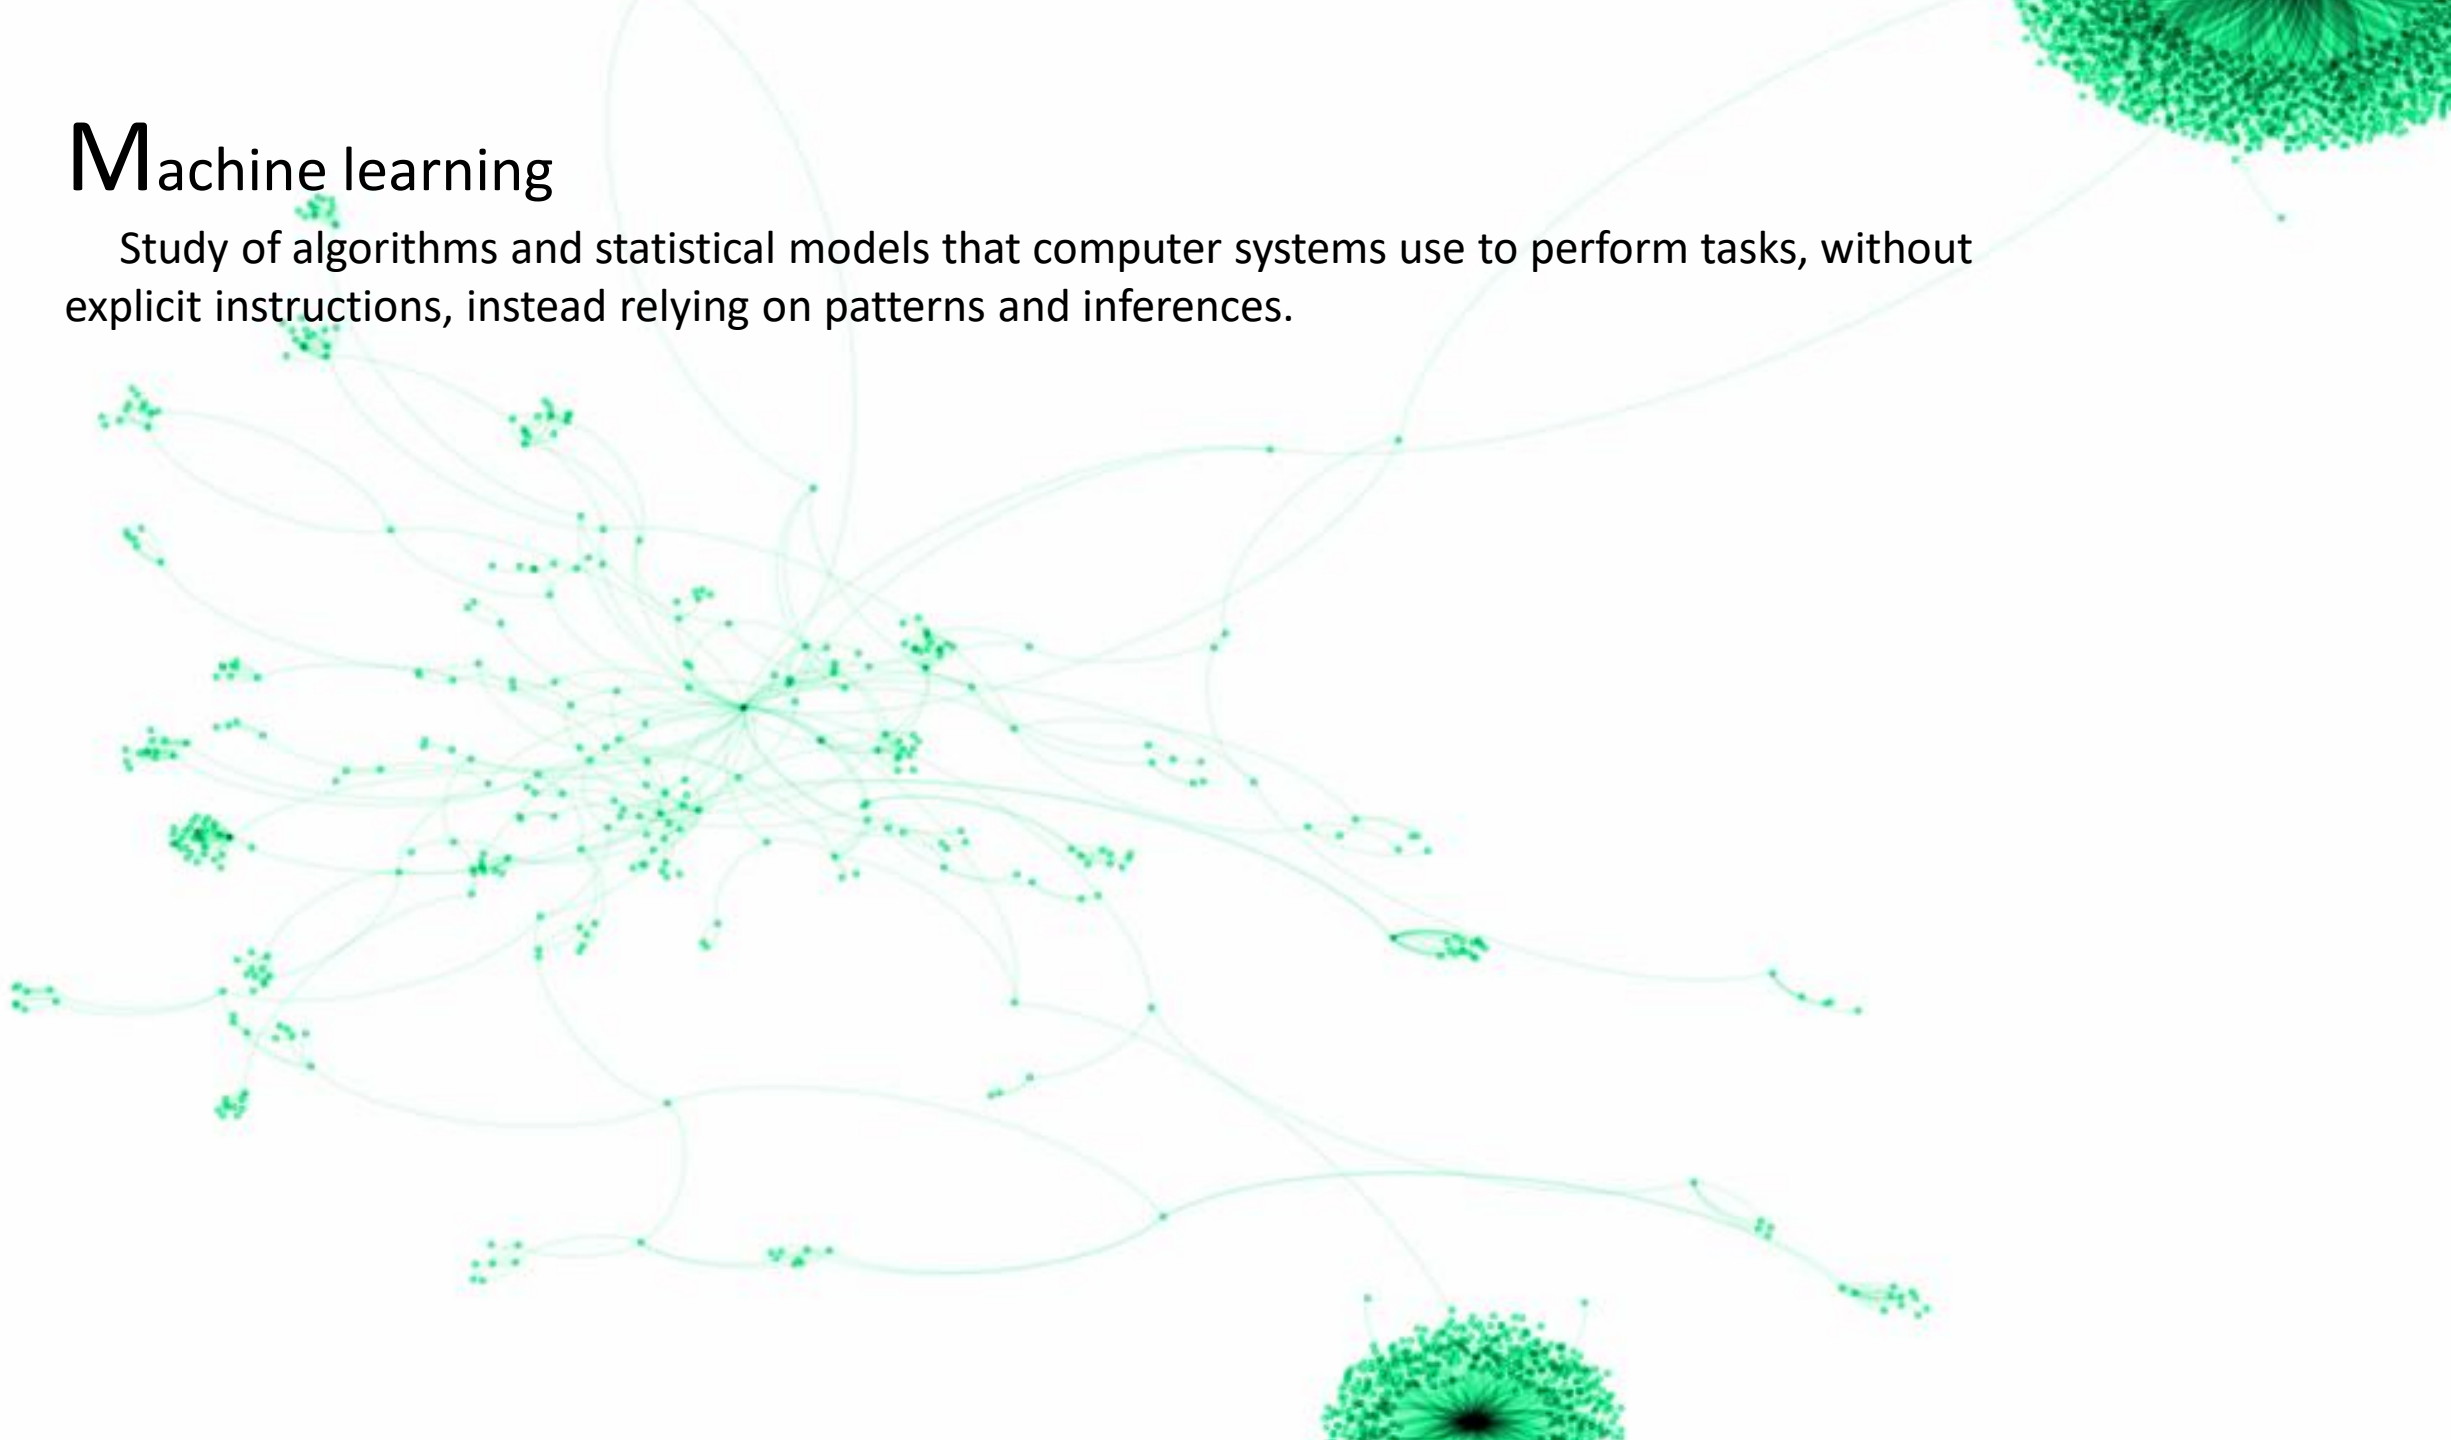 Machine learning
Study of algorithms and statistical models that computer systems use to perform tasks, without
explicit instructions, instead relying on patterns and inferences.